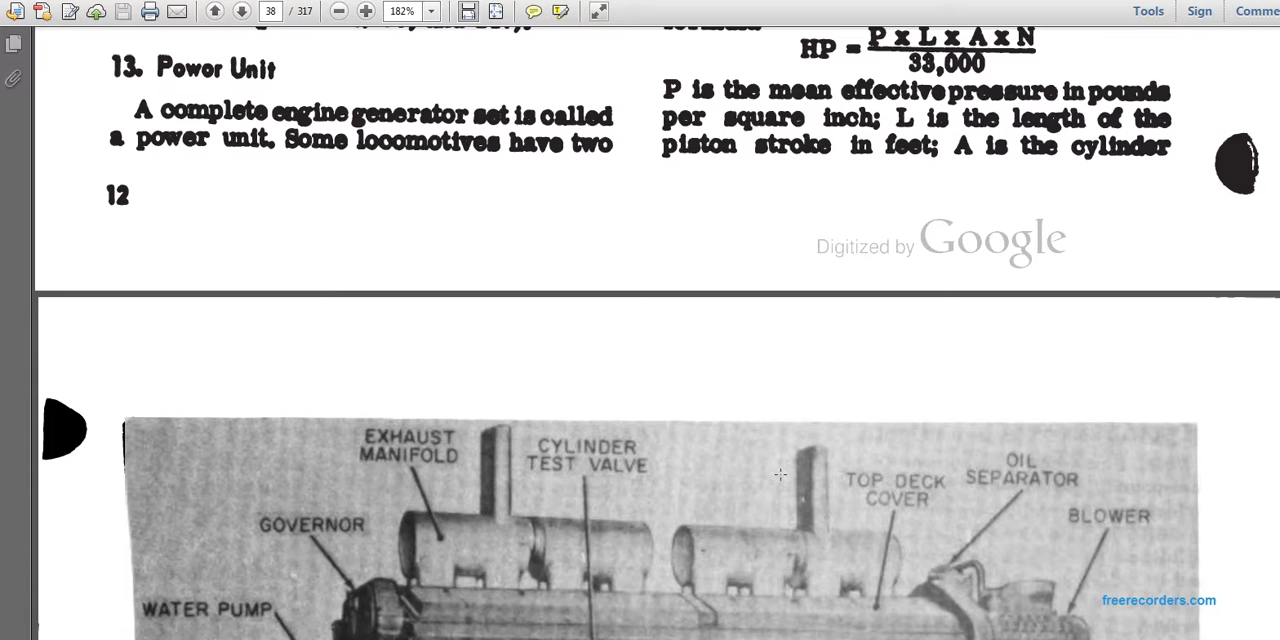 38 / 317
182%
Tools
Sign
Comme
formula
HP = P x L x A x N
33,000
13. Power Unit
A complete engine generator set is called
a power unit. Some locomotives have two
12
P is the mean effective pressure in pounds
per square inch; L is the length of the
piston stroke in feet; A is the cylinder
Digitized by Google
EXHAUST
MANIFOLD
CYLINDER
TEST VALVE
TOP DECK
COVER
OIL
SEPARATOR
BLOWER
GOVERNOR
WATER PUMP
freerecorders.com